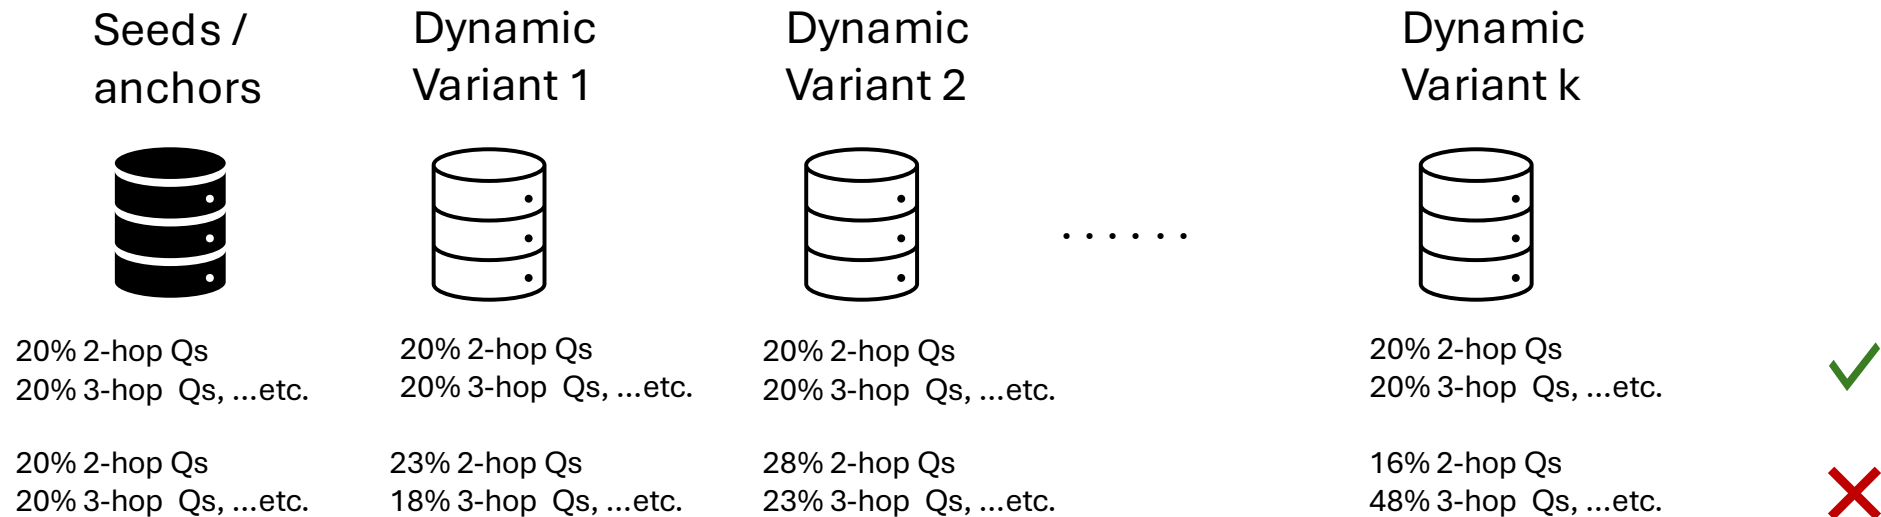 Seeds /
anchors
Dynamic
Variant 1
Dynamic
Variant 2
Dynamic
Variant k
......
20% 2-hop Qs
20% 3-hop Qs, ...etc.
20% 2-hop Qs
20% 3-hop Qs, ...etc.
20% 2-hop Qs
20% 3-hop Qs, ...etc.
20% 2-hop Qs
20% 3-hop Qs, ...etc.
20% 2-hop Qs
20% 3-hop Qs, ...etc.
23% 2-hop Qs
18% 3-hop Qs, ...etc.
28% 2-hop Qs
23% 3-hop Qs, ...etc.
16% 2-hop Qs
48% 3-hop Qs, ...etc.